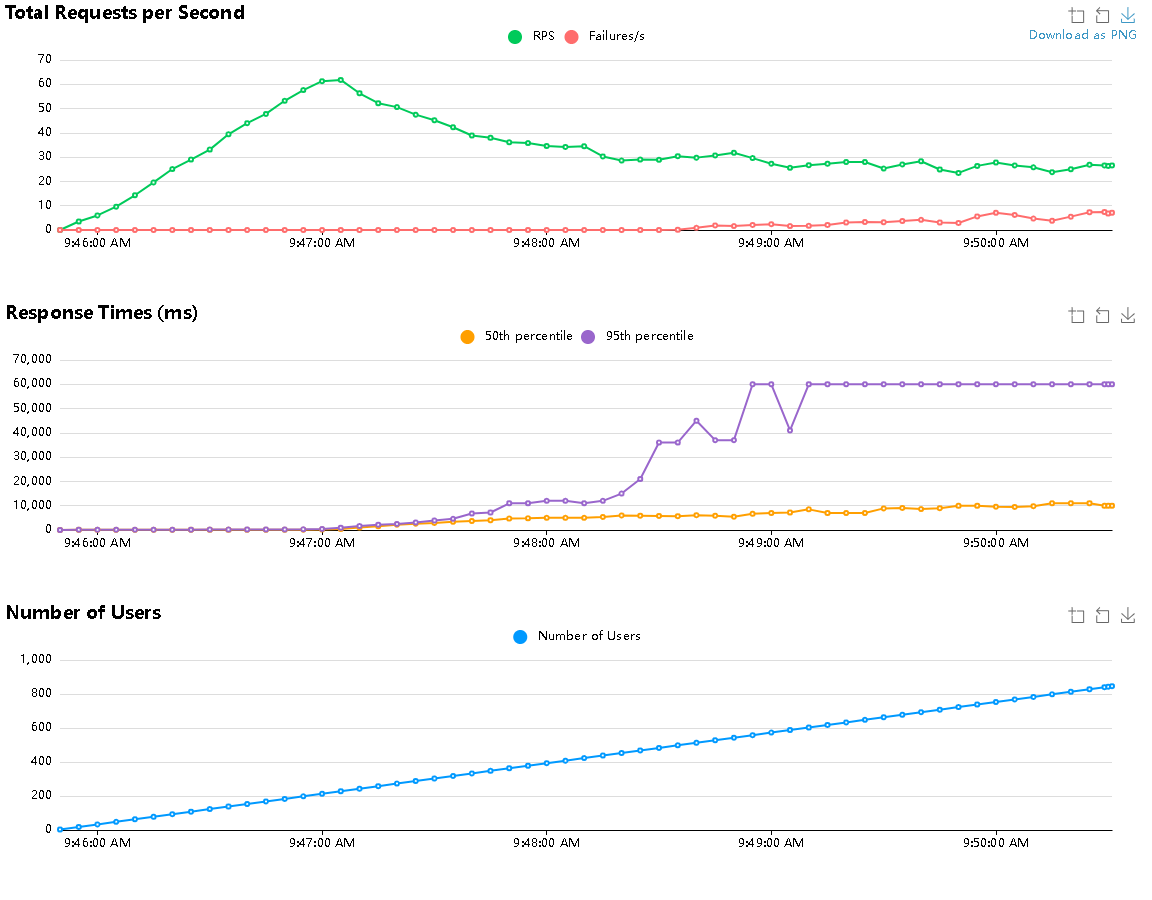 Total Requests per Second
Download as PNG
RPS Failures/s
70
60
50
40
30
20
10
0
9:46:00 AM 9:47:00 AM 9:48:00 AM 9:49:00 AM 9:50:00 AM
Response Times (ms)
50th percentile 95th percentile
70,000
60,000
50,000
40,000
30,000
20,000
10,000
0
9:46:00 AM 9:47:00 AM 9:48:00 AM 9:49:00 AM 9:50:00 AM
Number of Users
Number of Users
1,000
800
600
400
200
0
9:46:00 AM 9:47:00 AM 9:48:00 AM 9:49:00 AM 9:50:00 AM